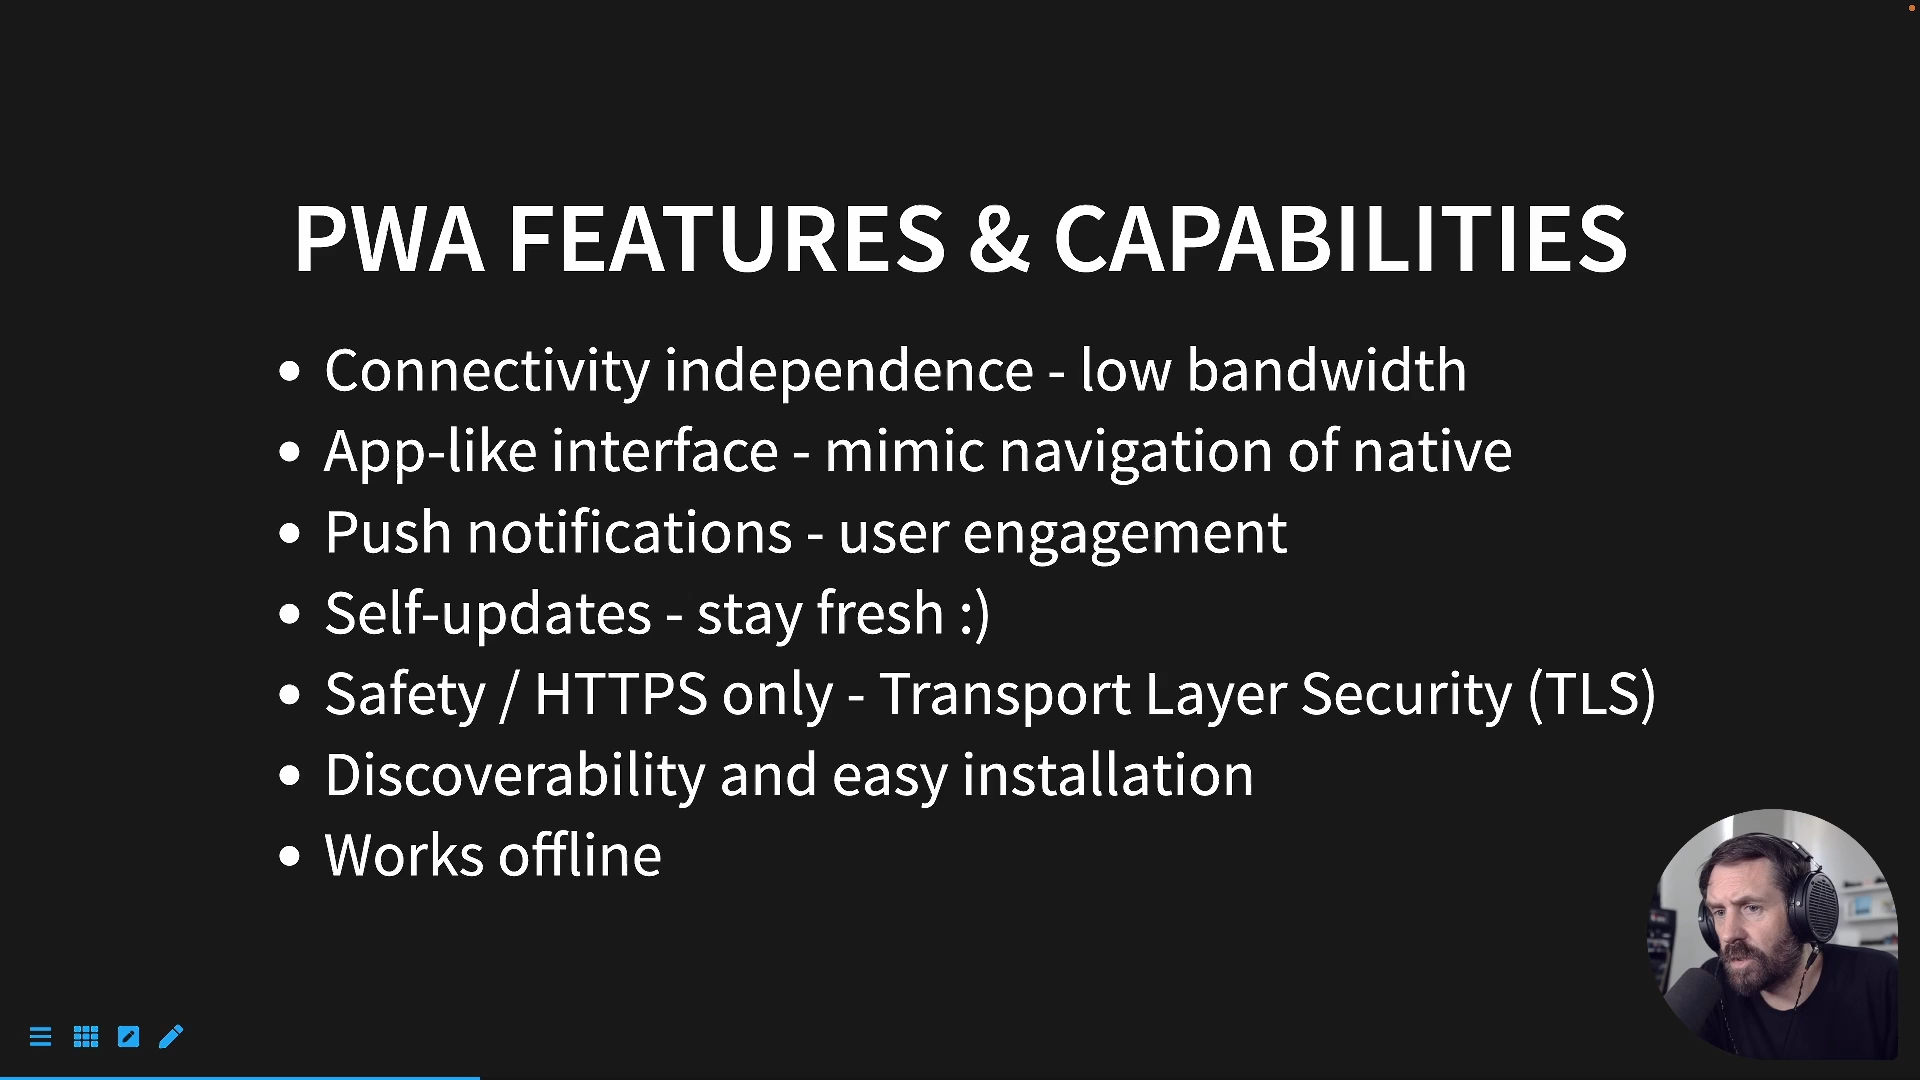 PWA FEATURES & CAPABILITIES
• Connectivity independence - low bandwidth
• App-like interface - mimic navigation of native
• Push notifications - user engagement
• Self-updates - stay fresh :)
• Safety / HTTPS only - Transport Layer Security (TLS)
• Discoverability and easy installation
• Works offline